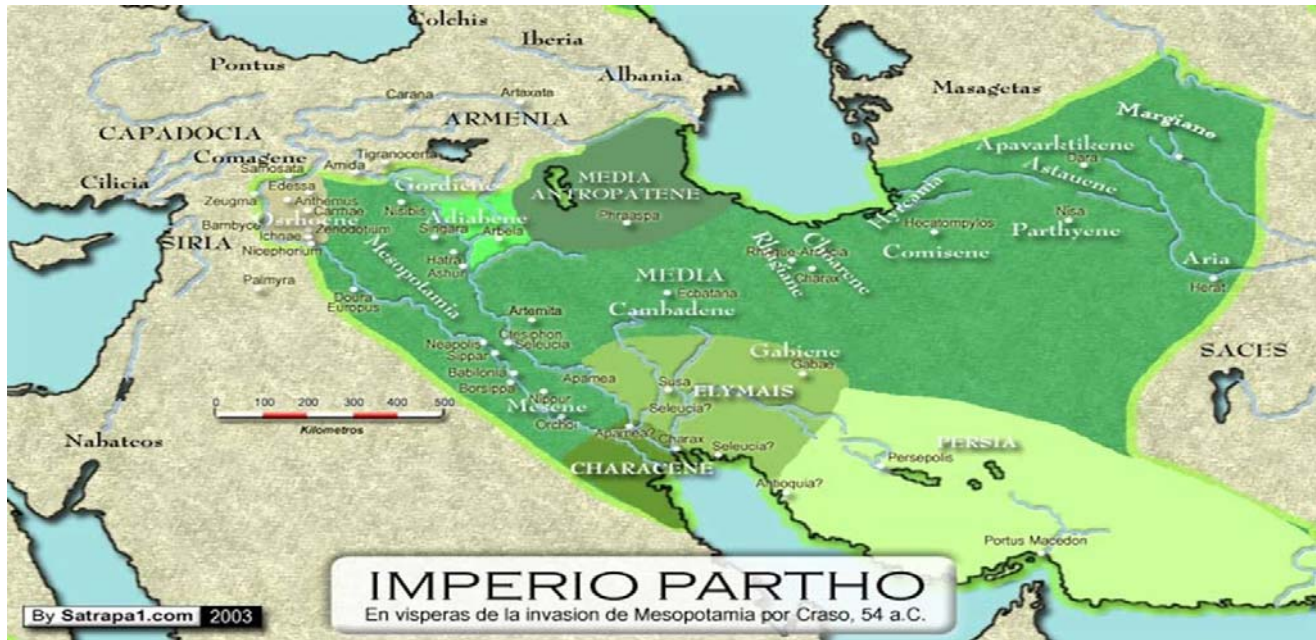 Colchis
Iberia
Pontus
Albania
Masagetas
Carana
Artaxata
Margiano
CAPADOCIA
ARMENIA
Apavarktikene
Dara
Comagene
Samosata
Amida
Tigranocerta
Astauene
Cilicia
Edessa
Gordiene
MEDIA
ANTROPATENE
Zeugma
Anthemus
Carrhae
Nisibis
Adiabene
Phraaspa
Hyrcania
Nisa
Bambyce
Osrhoene
Zenodotium
Singara
Arbela
Hecatompylos
Parthyene
SIRIA
Ichnae
Nicephorium
Hatra
Ashur
Comisene
Aria
Mesopotamia
Charax
Palmyra
MEDIA
Ecbatana
Herat
Doura
Europus
Artemita
Cambadene
Ctesiphon
Seleucia
Neapolis
Sippar
Gabiene
Gabae
SACES
Babilonia
Borsippa
Apamea
Susa
ELYMAIS
Nippur
Mesene
Seleucia?
0 100 200 300 400 500
Kilometros
Orchoi
Apamea?
Charax
Seleucia?
PERSIA
Nabateos
CHARACENE
Persepolis
Antioquia?
Portus Macedon
IMPERIO PARTHO
En visperas de la invasion de Mesopotamia por Craso, 54 a.C.
By Satrapa1.com 2003